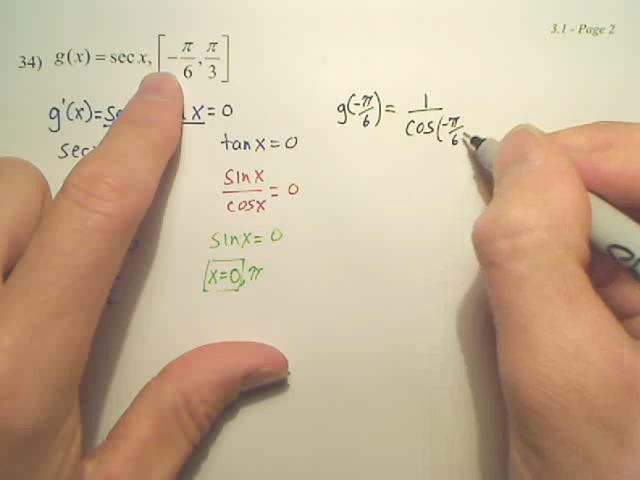 3.1 - Page 2
34) g(x) = sec x, [-π/6, π/3]
g'(x) = x = 0
sec
tan x = 0
sin x / cos x = 0
sin x = 0
x = 0, π
g(-π/6) = 1 / cos(-π/6